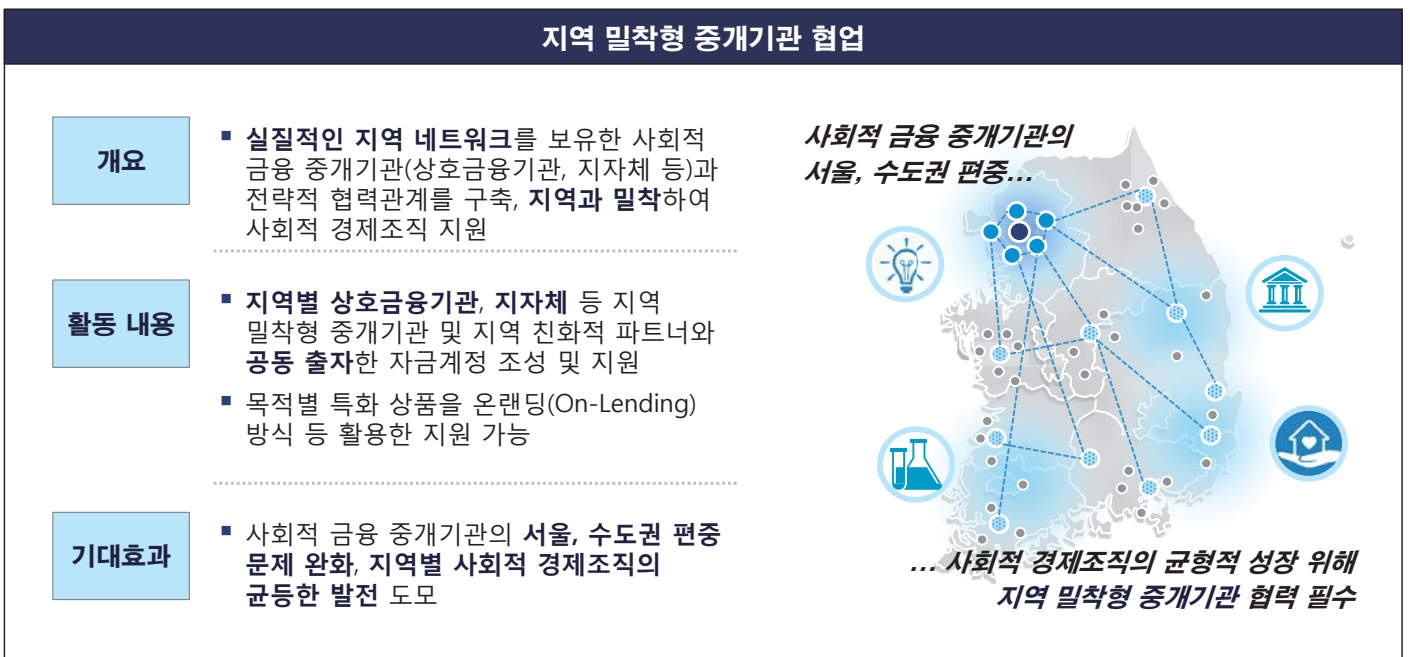 지역 밀착형 중개기관 협업
개요
▪ 실질적인 지역 네트워크를 보유한 사회적
금융 중개기관(상호금융기관, 지자체 등)과
전략적 협력관계를 구축, 지역과 밀착하여
사회적 경제조직 지원
활동 내용
▪ 지역별 상호금융기관, 지자체 등 지역
밀착형 중개기관 및 지역 친화적 파트너와
공동 출자한 자금계정 조성 및 지원
▪ 목적별 특화 상품을 온랜딩(On-Lending)
방식 등 활용한 지원 가능
기대효과
▪ 사회적 금융 중개기관의 서울, 수도권 편중
문제 완화, 지역별 사회적 경제조직의
균등한 발전 도모
사회적 금융 중개기관의
서울, 수도권 편중...
... 사회적 경제조직의 균형적 성장 위해
지역 밀착형 중개기관 협력 필수